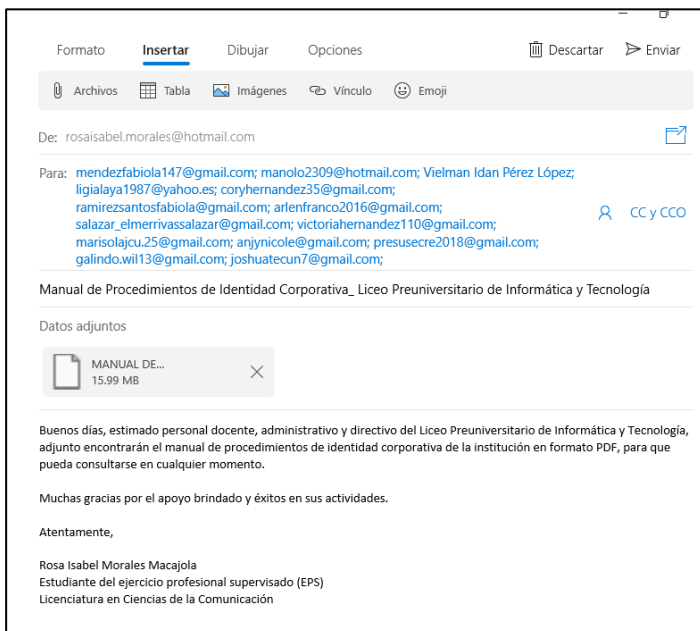 Formato Insertar Dibujar Opciones Descartar Enviar
Archivos Tabla Imágenes Vínculo Emoji
De: rosaisabel.morales@hotmail.com
Para: mendezfabiola147@gmail.com; manolo2309@hotmail.com; Vielman Idan Pérez López;
ligialaya1987@yahoo.es; coryhernandez35@gmail.com;
ramirezsantosfabiola@gmail.com; arlenfranco2016@gmail.com;
salazar_elmerrivassalazar@gmail.com; victoriahernandez110@gmail.com;
CC y CCO
marisolajcu.25@gmail.com; anjynicole@gmail.com; presusecre2018@gmail.com;
galindo.wil13@gmail.com; joshuatecun7@gmail.com;
Manual de Procedimientos de Identidad Corporativa_ Liceo Preuniversitario de Informática y Tecnología
Datos adjuntos
MANUAL DE...
15.99 MB
Buenos días, estimado personal docente, administrativo y directivo del Liceo Preuniversitario de Informática y Tecnología,
adjunto encontrarán el manual de procedimientos de identidad corporativa de la institución en formato PDF, para que
pueda consultarse en cualquier momento.
Muchas gracias por el apoyo brindado y éxitos en sus actividades.
Atentamente,
Rosa Isabel Morales Macajola
Estudiante del ejercicio profesional supervisado (EPS)
Licenciatura en Ciencias de la Comunicación